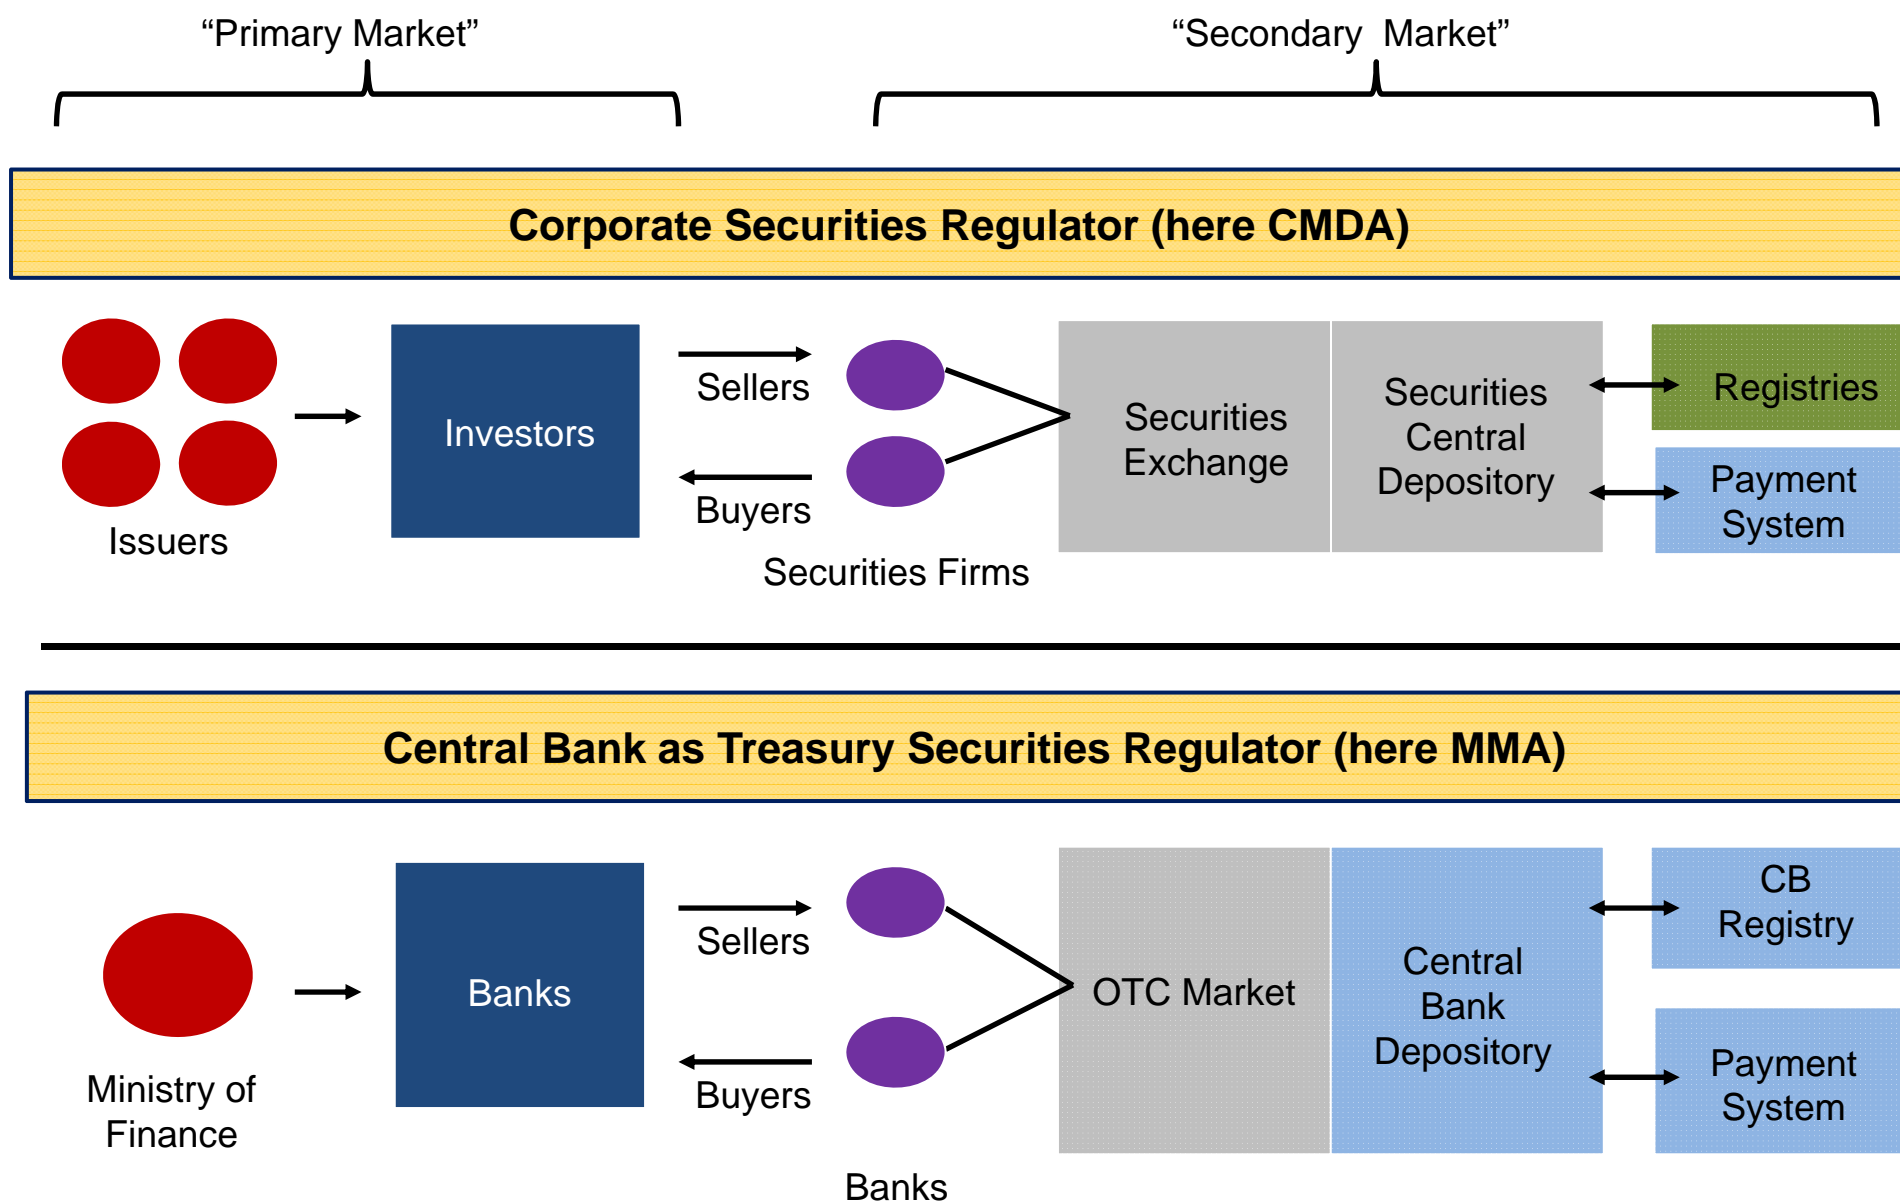 “Primary Market”
“Secondary  Market”
Corporate Securities Regulator (here CMDA)
Issuers
Investors
Sellers
Buyers
Securities Firms
Securities
Exchange
Securities
Central
Depository
Registries
Payment
System
Central Bank as Treasury Securities Regulator (here MMA)
Ministry of
Finance
Banks
Sellers
Buyers
Banks
OTC Market
Central
Bank
Depository
CB
Registry
Payment
System